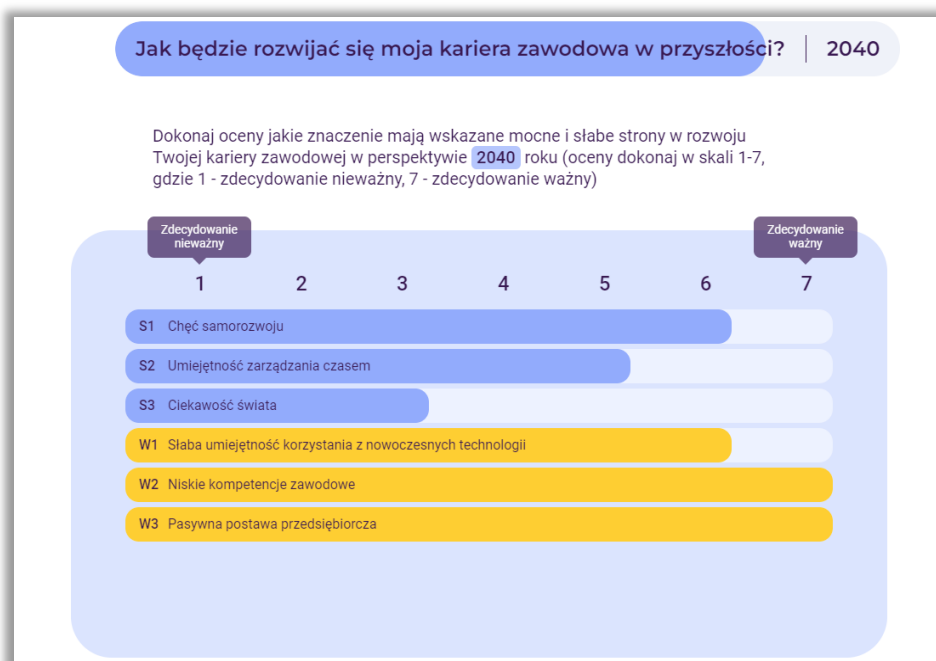 Jak będzie rozwijać się moja kariera zawodowa w przyszłości? | 2040
Dokonaj oceny jakie znaczenie mają wskazane mocne i słabe strony w rozwoju
Twojej kariery zawodowej w perspektywie 2040 roku (oceny dokonaj w skali 1-7,
gdzie 1 - zdecydowanie nieważny, 7 - zdecydowanie ważny)
Zdecydowanie
nieważny
Zdecydowanie
ważny
1 2 3 4 5 6 7
S1 Chęć samorozwoju
S2 Umiejętność zarządzania czasem
S3 Ciekawość świata
W1 Słaba umiejętność korzystania z nowoczesnych technologii
W2 Niskie kompetencje zawodowe
W3 Pasywna postawa przedsiębiorcza